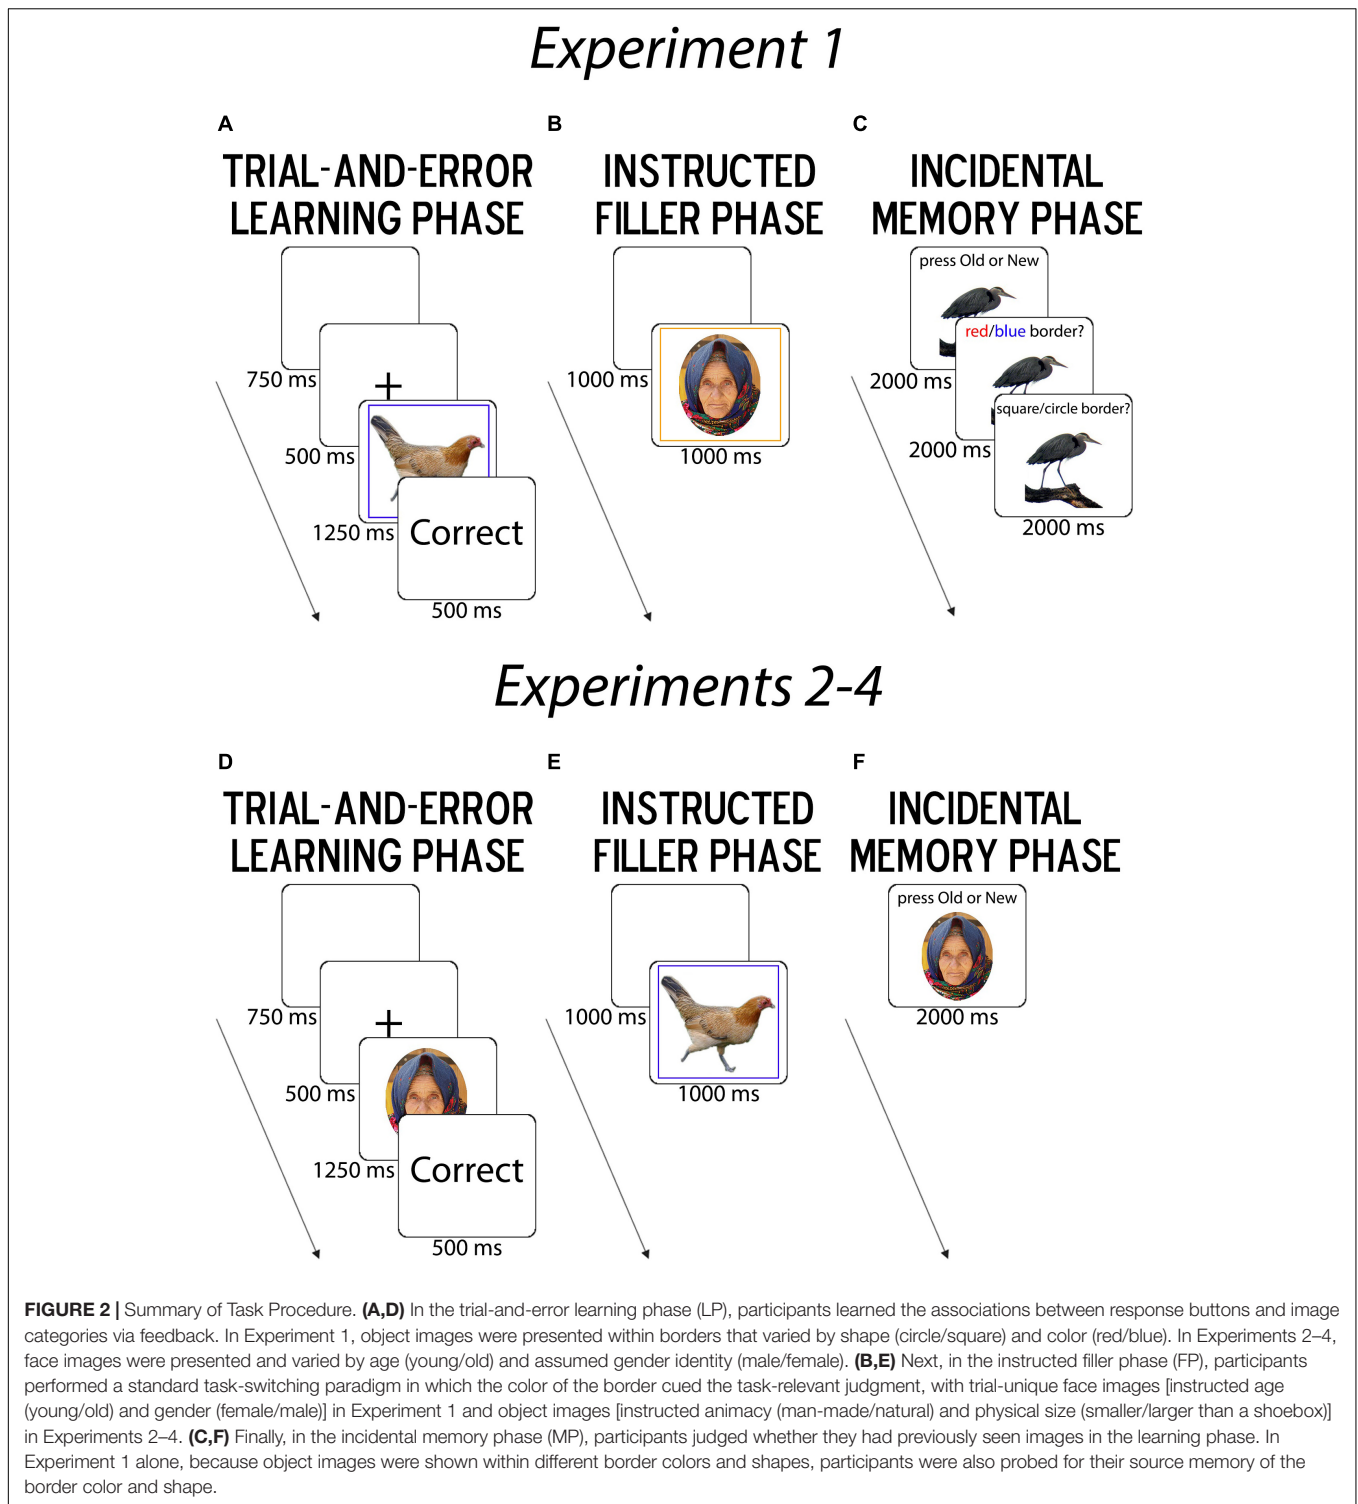 Experiment 1
A
B
C
TRIAL-AND-ERROR
LEARNING PHASE
INSTRUCTED
FILLER PHASE
INCIDENTAL
MEMORY PHASE
750 ms
+
500 ms
1250 ms
Correct
500 ms
1000 ms
1000 ms
press Old or New
2000 ms
red/blue border?
2000 ms
square/circle border?
2000 ms
Experiments 2-4
D
E
F
TRIAL-AND-ERROR
LEARNING PHASE
INSTRUCTED
FILLER PHASE
INCIDENTAL
MEMORY PHASE
750 ms
+
500 ms
1250 ms
Correct
500 ms
1000 ms
1000 ms
press Old or New
2000 ms
FIGURE 2 | Summary of Task Procedure. (A,D) In the trial-and-error learning phase (LP), participants learned the associations between response buttons and image
categories via feedback. In Experiment 1, object images were presented within borders that varied by shape (circle/square) and color (red/blue). In Experiments 2–4,
face images were presented and varied by age (young/old) and assumed gender identity (male/female). (B,E) Next, in the instructed filler phase (FP), participants
performed a standard task-switching paradigm in which the color of the border cued the task-relevant judgment, with trial-unique face images [instructed age
(young/old) and gender (female/male)] in Experiment 1 and object images [instructed animacy (man-made/natural) and physical size (smaller/larger than a shoebox)]
in Experiments 2–4. (C,F) Finally, in the incidental memory phase (MP), participants judged whether they had previously seen images in the learning phase. In
Experiment 1 alone, because object images were shown within different border colors and shapes, participants were also probed for their source memory of the
border color and shape.